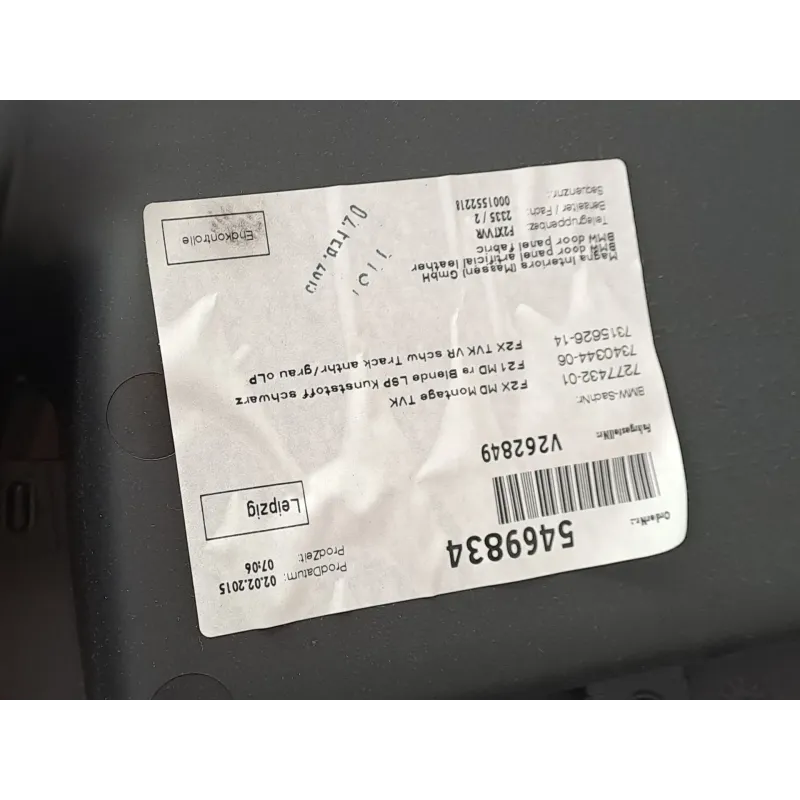 OrderNr.:
5469834
ProdDatum: 02.02.2015
ProdZeit: 07:06
FahrgestellNr.:
V262849
Leipzig
BMW-SachNr.
7277432-01 F2X MD Montage TVK
7340344-06 F21 MD re Blende LSP Kunststoff schwarz
7315626-14 F2X TVK VR schw Track anthr/grau oLP
Magna Interiors (Massen) GmbH
BMW door panel artificial leather
BMW door panel fabric
Teilegruppenbez.: F2XTVR
Benseiter / Fach: 2335 / 2
Sequenznr.: 0001552218
Endkontrolle